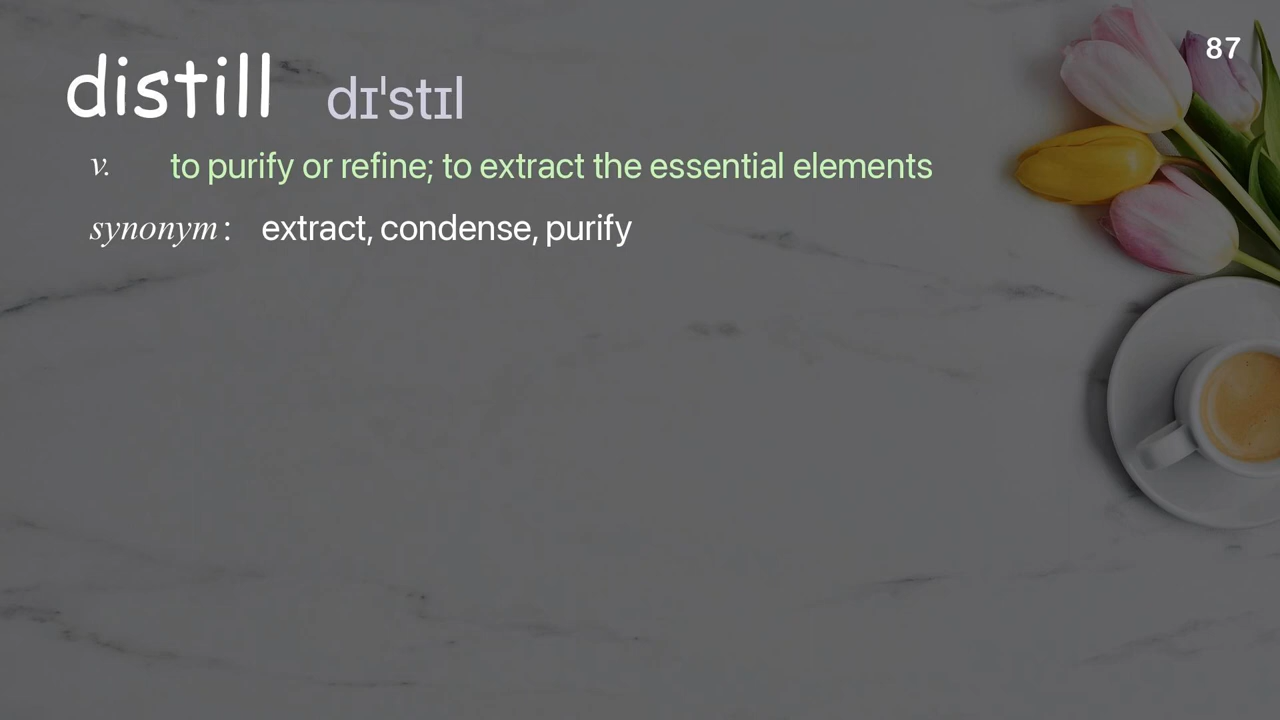 87
distill dɪˈstɪl
v. to purify or refine; to extract the essential elements
synonym: extract, condense, purify